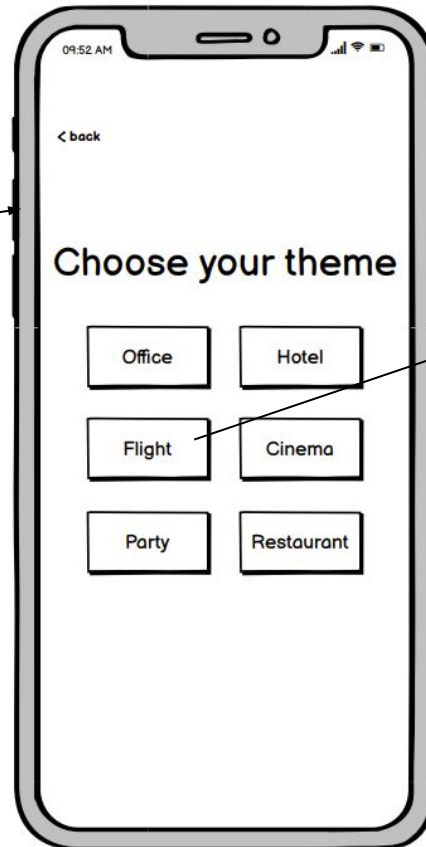 09:52 AM
< back
Choose your theme
Office Hotel
Flight Cinema
Party Restaurant